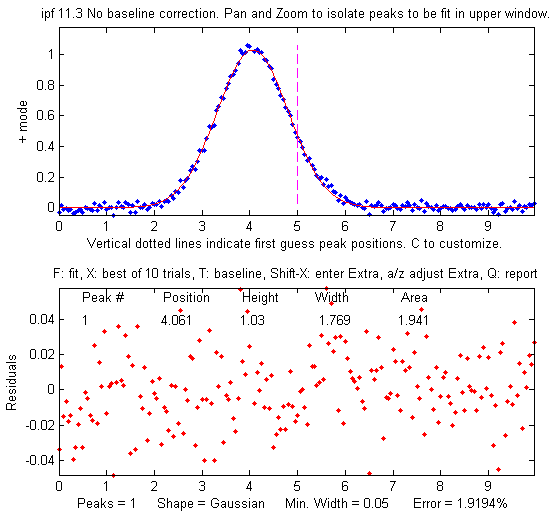 ipf 11.3 No baseline correction. Pan and Zoom to isolate peaks to be fit in upper window.
+ mode
1
0.8
0.6
0.4
0.2
0
0 1 2 3 4 5 6 7 8 9
Vertical dotted lines indicate first guess peak positions. C to customize.
F: fit, X: best of 10 trials, T: baseline, Shift-X: enter Extra, a/z adjust Extra, Q: report
Peak # Position Height Width Area
1 4.061 1.03 1.769 1.941
Residuals
0.04
0.02
0
-0.02
-0.04
0 1 2 3 4 5 6 7 8 9
Peaks = 1 Shape = Gaussian Min. Width = 0.05 Error = 1.9194%